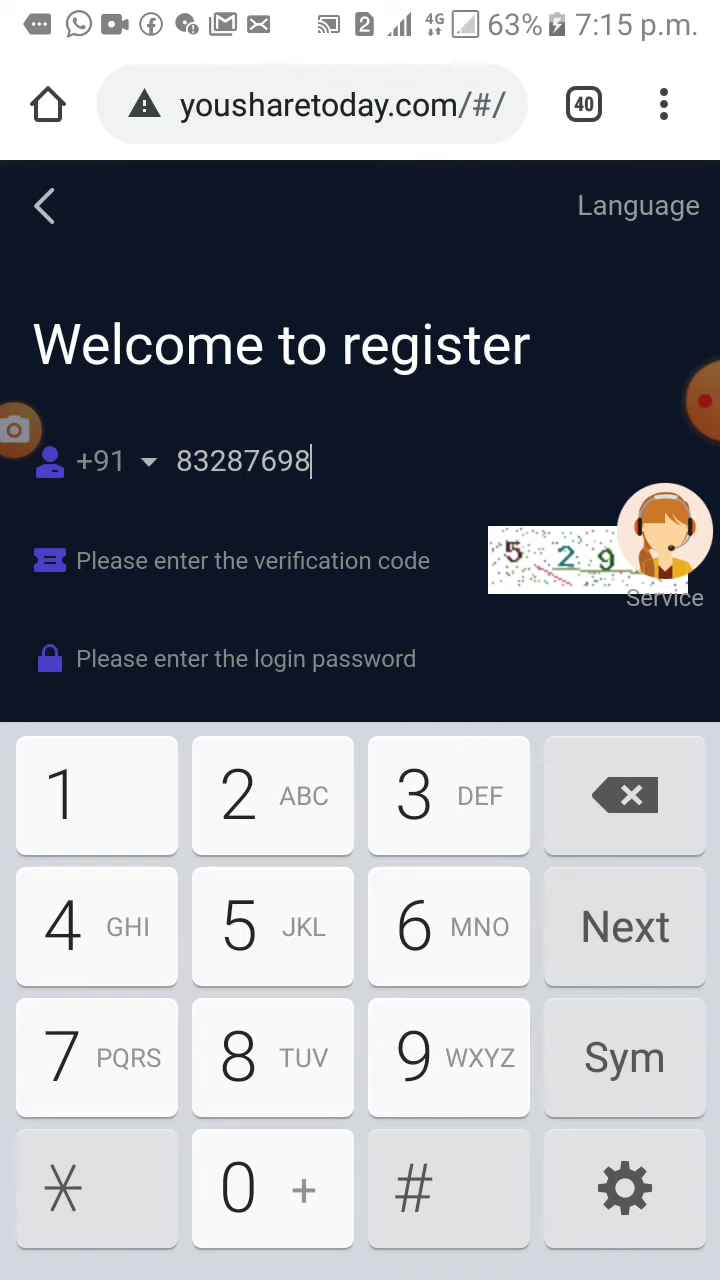 2 4G 63% 7:15 p.m.
yousharetoday.com/#/ 40
Language
Welcome to register
+91 83287698
Please enter the verification code 5 2 9
Service
Please enter the login password
1 2 ABC 3 DEF
4 GHI 5 JKL 6 MNO Next
7 PQRS 8 TUV 9 WXYZ Sym
* 0 + #